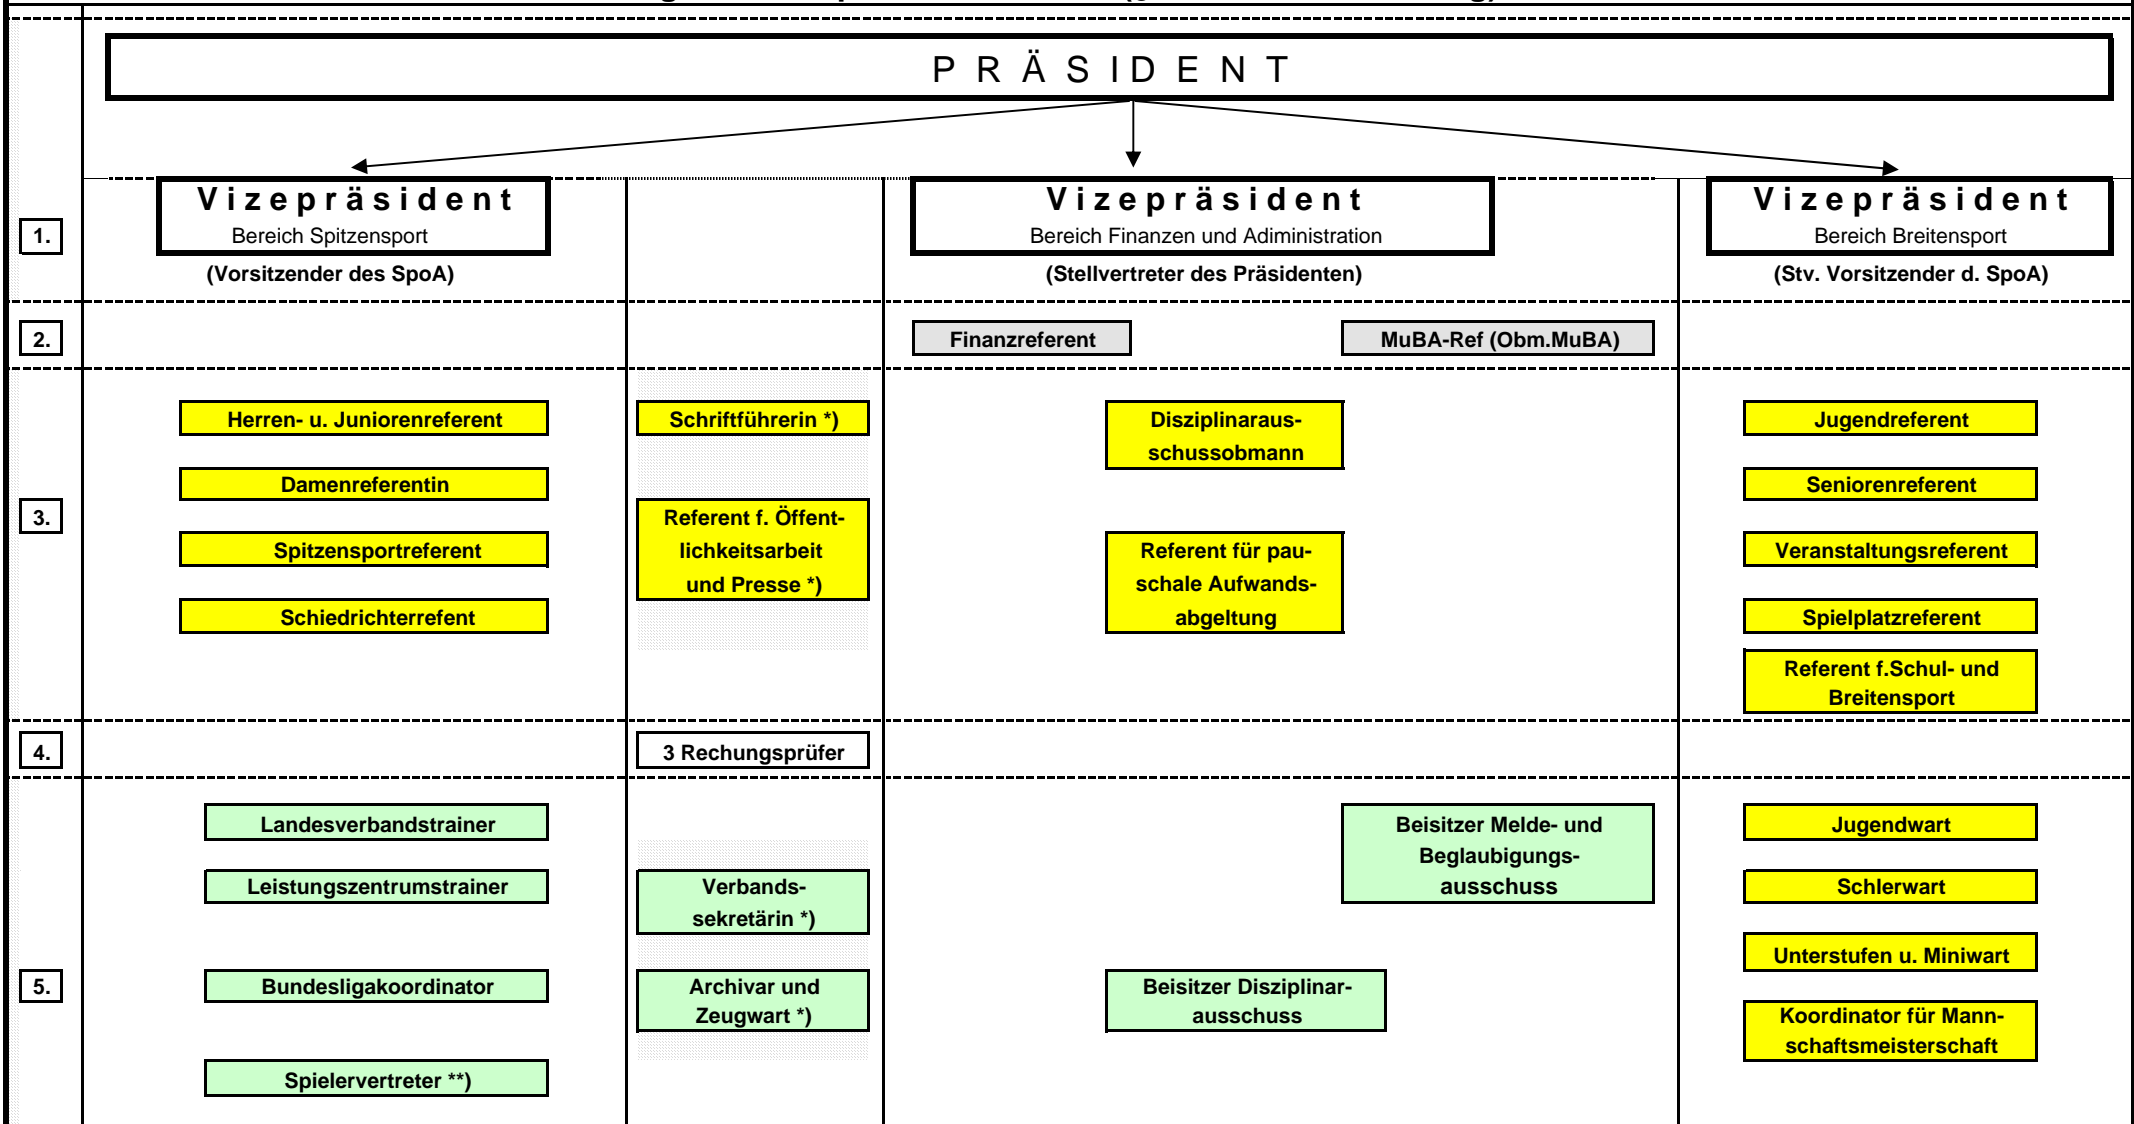 P R Ä S I D E N T
V i z e p r ä s i d e n t
Bereich Spitzensport
(Vorsitzender des SpoA)
V i z e p r ä s i d e n t
Bereich Finanzen und Adiministration
(Stellvertreter des Präsidenten)
V i z e p r ä s i d e n t
Bereich Breitensport
(Stv. Vorsitzender d. SpoA)
1.
2.
Finanzreferent
MuBA-Ref (Obm.MuBA)
3.
Herren- u. Juniorenreferent
Damenreferentin
Spitzensportreferent
Schiedrichterrefent
Schriftführerin *)
Referent f. Öffent-
lichkeitsarbeit
und Presse *)
Disziplinaraus-
schussobmann
Referent für pau-
schale Aufwands-
abgeltung
Jugendreferent
Seniorenreferent
Veranstaltungsreferent
Spielplatzreferent
Referent f.Schul- und
Breitensport
4.
3 Rechungsprüfer
5.
Landesverbandstrainer
Leistungszentrumstrainer
Bundesligakoordinator
Spielervertreter **)
Verbands-
sekretärin *)
Archivar und
Zeugwart *)
Beisitzer Melde- und
Beglaubigungs-
ausschuss
Beisitzer Disziplinar-
ausschuss
Jugendwart
Schlerwart
Unterstufen u. Miniwart
Koordinator für Mann-
schaftsmeisterschaft